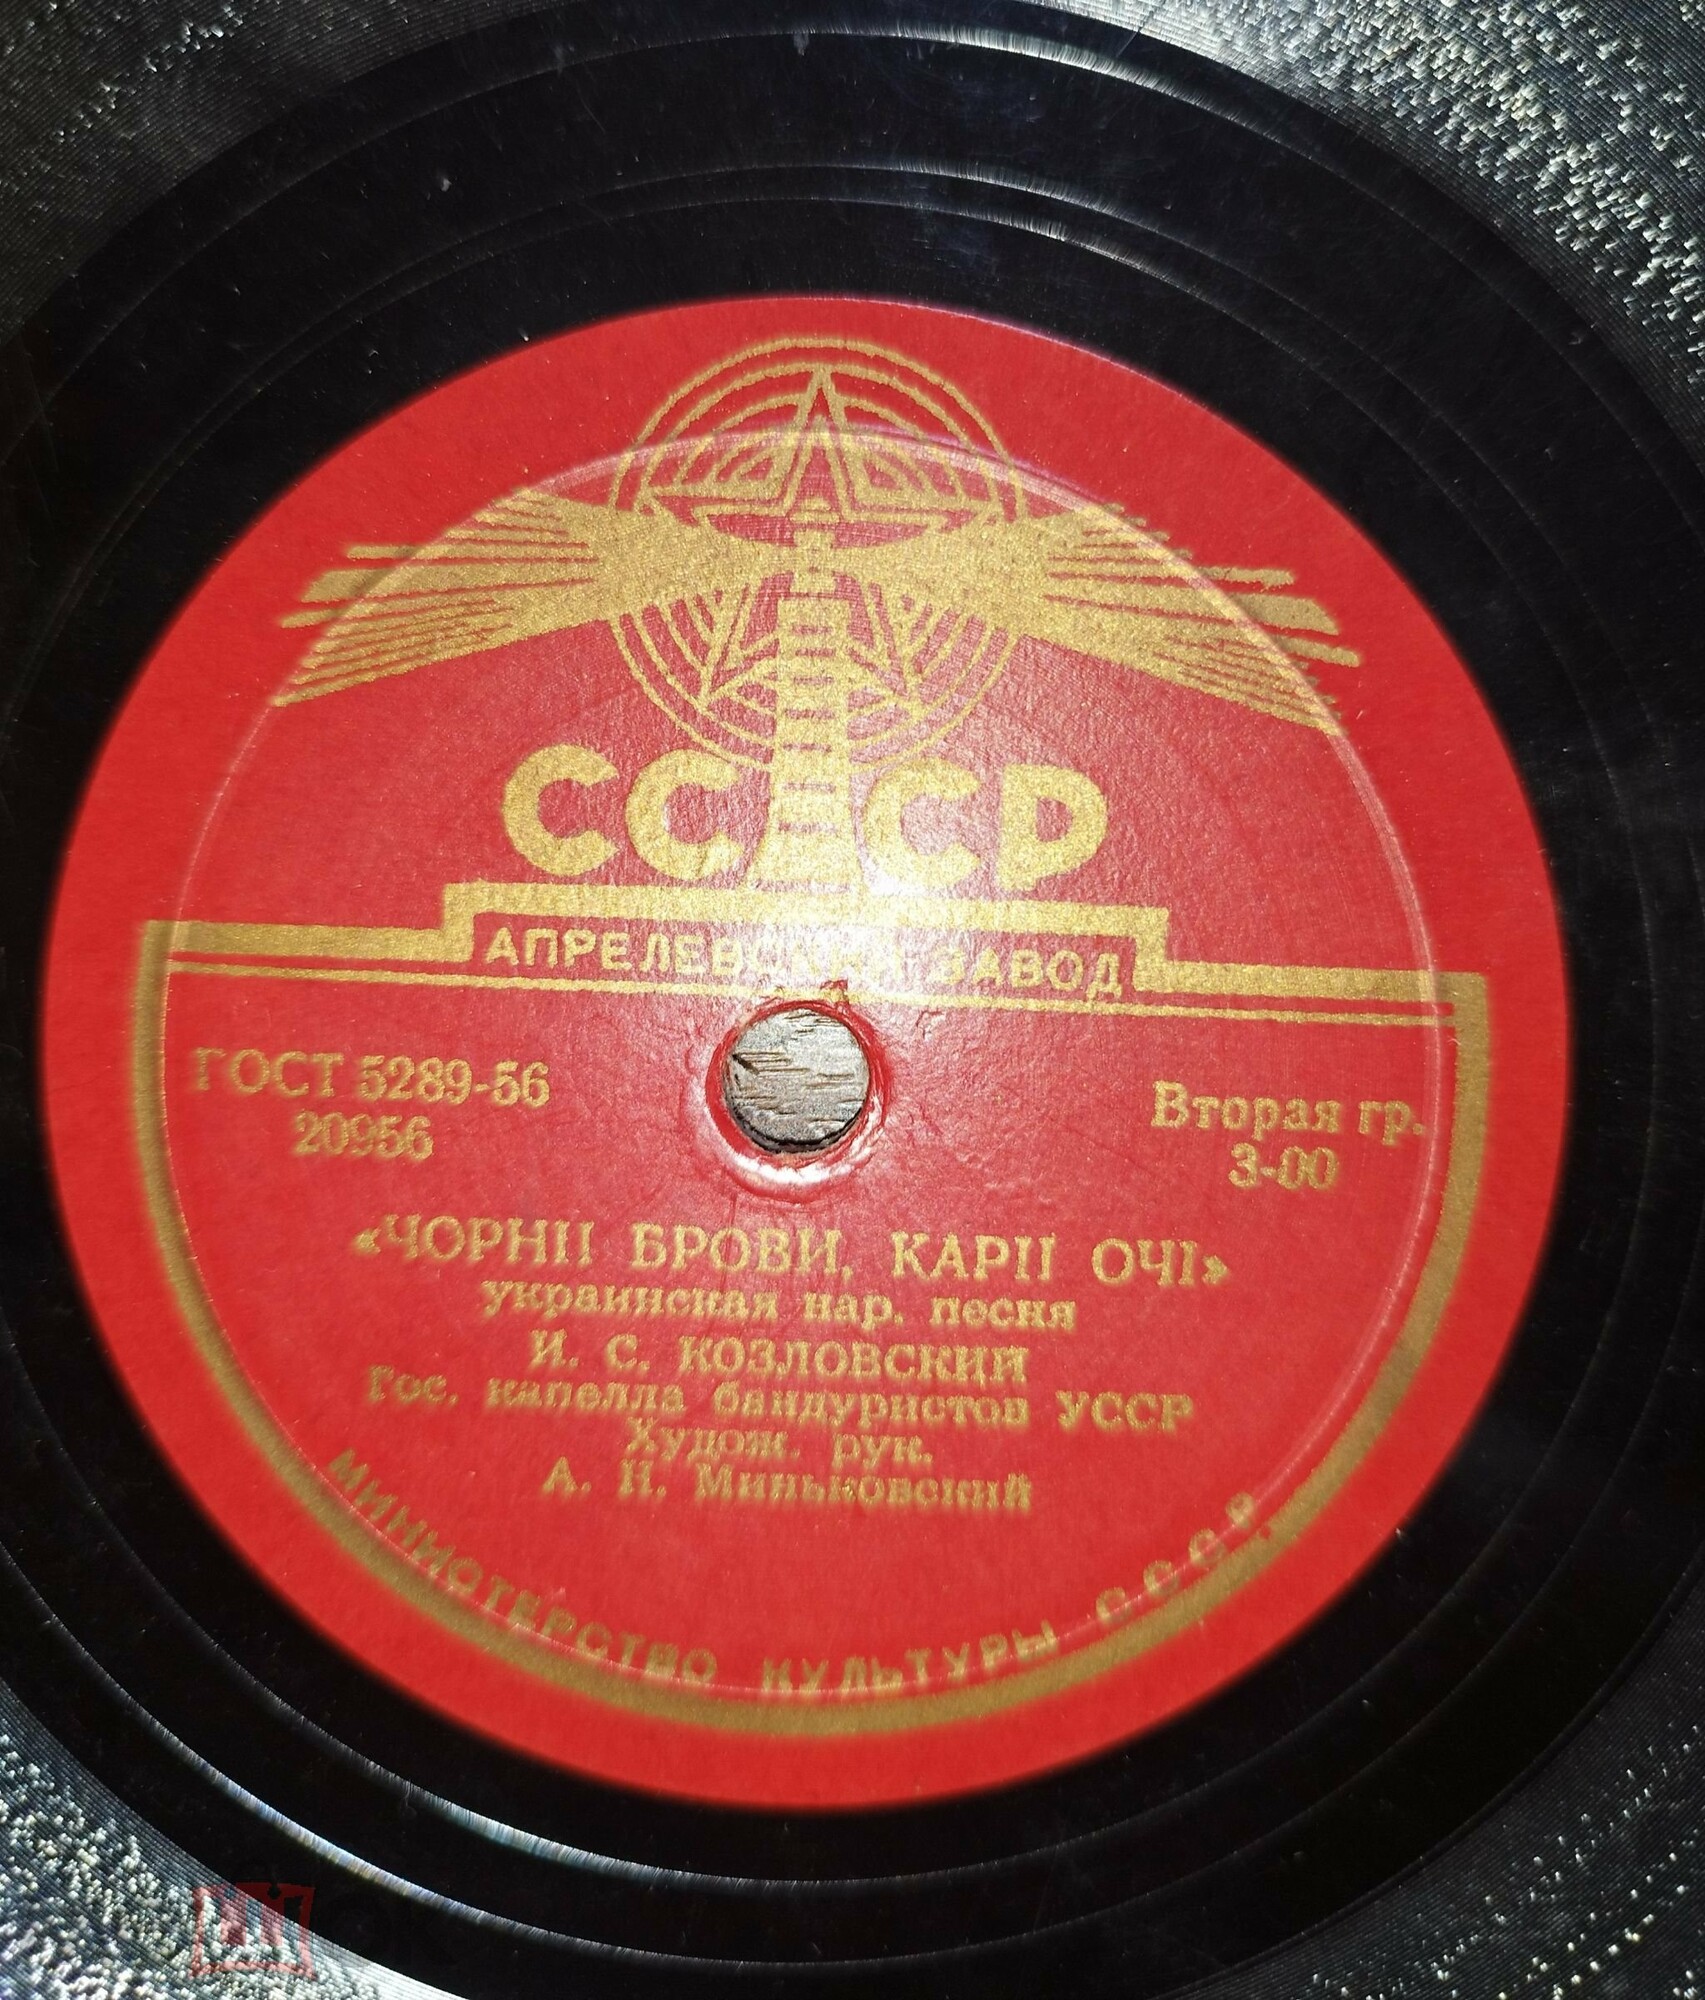 СССР
АПРЕЛЕВСКИЙ ЗАВОД
ГОСТ 5289-56
20956
Вторая гр.
3-00
«ЧОРНІІ БРОВИ, КАРІІ ОЧІ»
украинская нар. песня
И. С. КОЗЛОВСКИЙ
Гос. капелла бандуристов УССР
Худож. рук.
А. Н. Миньковский
МИНИСТЕРСТВО КУЛЬТУРЫ СССР